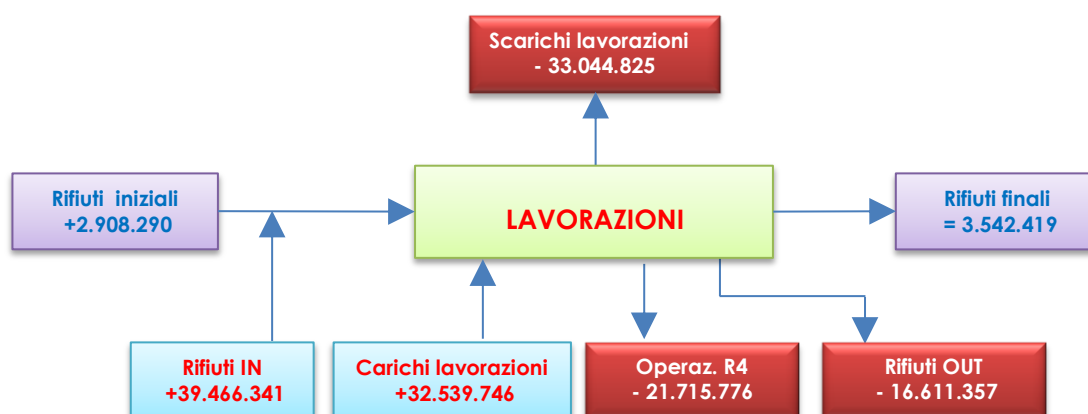 Scarichi lavorazioni
- 33.044.825
Rifiuti iniziali
+2.908.290
LAVORAZIONI
Rifiuti finali
= 3.542.419
Rifiuti IN
+39.466.341
Carichi lavorazioni
+32.539.746
Operaz. R4
- 21.715.776
Rifiuti OUT
- 16.611.357